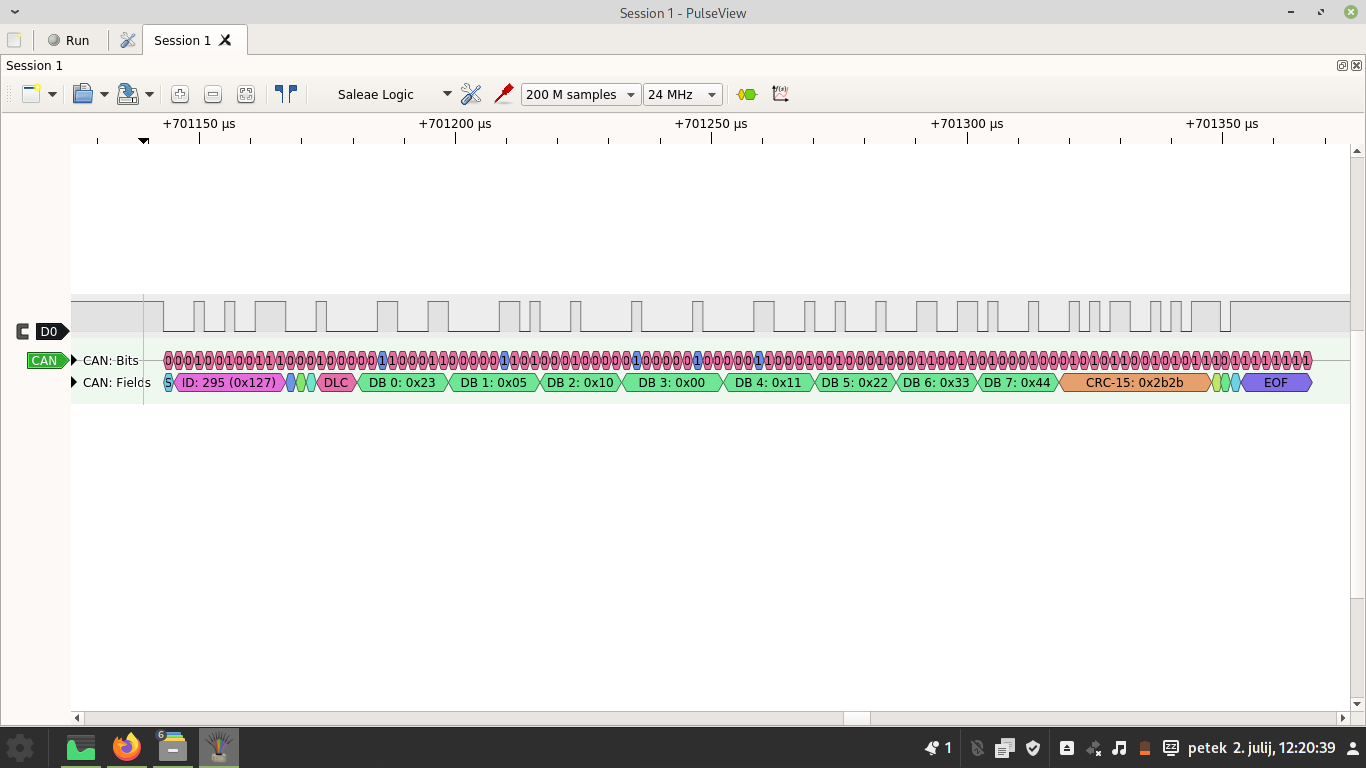 Session 1 - PulseView
Run
Session 1
Session 1
Saleae Logic
200 M samples
24 MHz
f(x)
+701150 µs +701200 µs +701250 µs +701300 µs +701350 µs
D0
CAN CAN: Bits
CAN: Fields S ID: 295 (0x127) DLC DB 0: 0x23 DB 1: 0x05 DB 2: 0x10 DB 3: 0x00 DB 4: 0x11 DB 5: 0x22 DB 6: 0x33 DB 7: 0x44 CRC-15: 0x2b2b EOF
6 1 petek 2. julij, 12:20:39